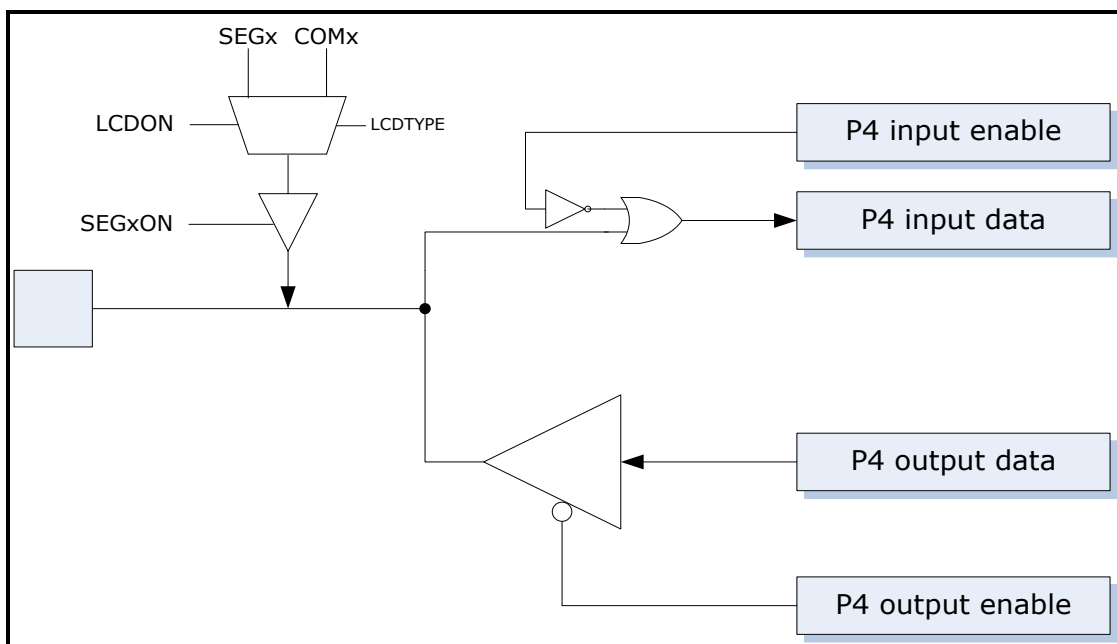 SEGx COMx
LCDON
LCDTYPE
SEGxON
P4 input enable
P4 input data
P4 output data
P4 output enable